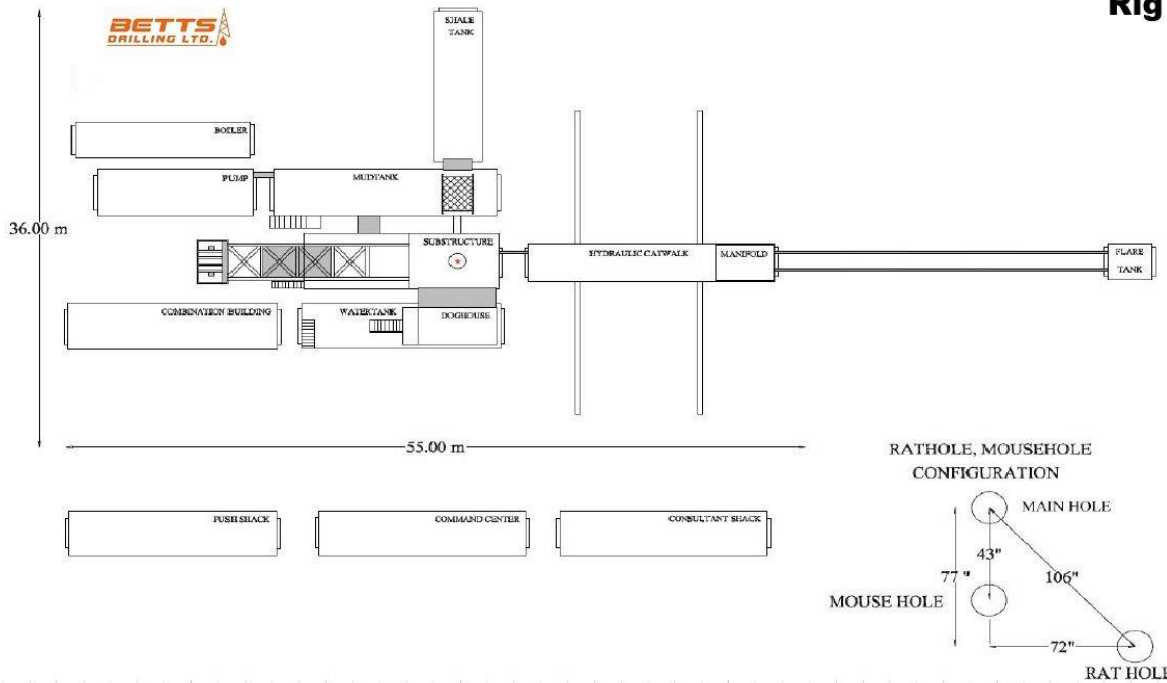 Rig
BETTS
DRILLING LTD.
SHALE
TANK
BOILER
PUMP
MUDTANK
36.00 m
SUBSTRUCTURE
HYDRAULIC CATWALK
MANIFOLD
FLARE
TANK
COMBINATION BUILDING
WATERTANK
DOGHOUSE
55.00 m
RATHOLE, MOUSEHOLE
CONFIGURATION
PUSH SHACK
COMMAND CENTER
CONSULTANT SHACK
MAIN HOLE
43"
77 "
106"
MOUSE HOLE
72"
RAT HOLE